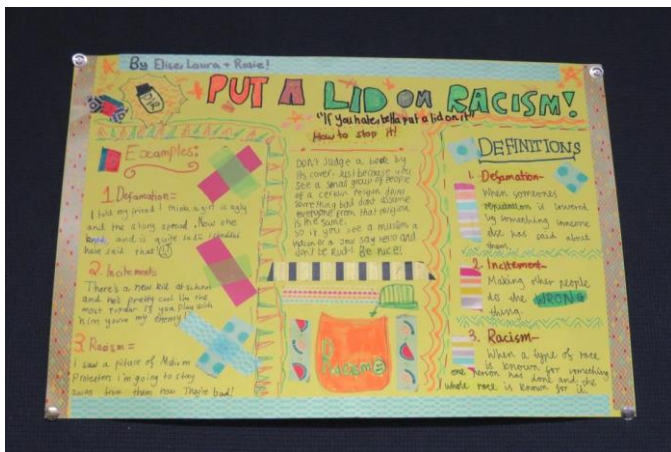 By Elise, Laura + Rosie!
PUT A LID ON RACISM!
"If you hate, betta put a lid on it"
How to stop it!
Examples:
1. Defamation=
I told my friend I think a girl is ugly
and the story spread. Now she
and is quite sad. I shouldnt
have said that!
2. Incitement=
There's a new kid at school
and he's pretty cool. I'm the
most If you play with
him you're my enemy
3 Racism =
I saw a picture of Muslim
Protesters I'm going to stay
away from them now They're bad!
Don't Judge a book by
its cover. Just because you
see a small group of people
of a certain religion doing
something bad dont assume
everyone from that religion
is the same.
So if you see a muslim a
or a Jew say hello and
don't be Rude! Be nice!
Racism
DEFINITIONS
1. Defamation-
When someones
reputation is lowered
by something someone
else has said about
them.
2. Incitement-
Making other people
do the WRONG
thing.
3. Racism-
When a type of race
is known for something
one person has done and the
whole race is known for it.